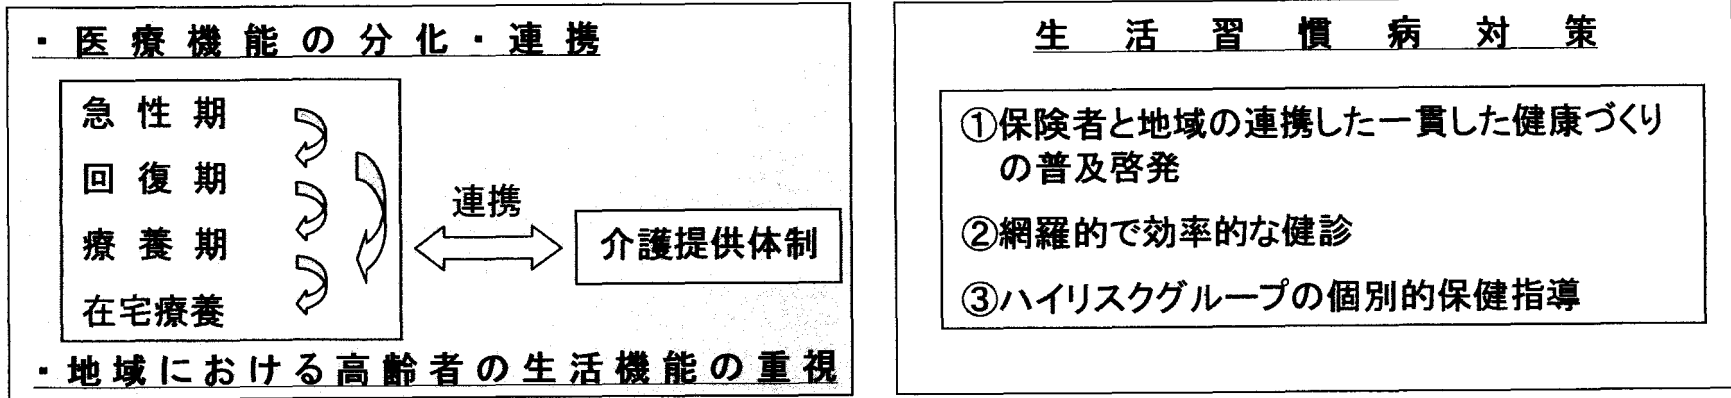 ・医療機能の分化・連携
急性期
回復期
療養期
在宅療養
連携
介護提供体制
・地域における高齢者の生活機能の重視
生活習慣病対策
①保険者と地域の連携した一貫した健康づくり
の普及啓発
②網羅的で効率的な健診
③ハイリスクグループの個別的保健指導